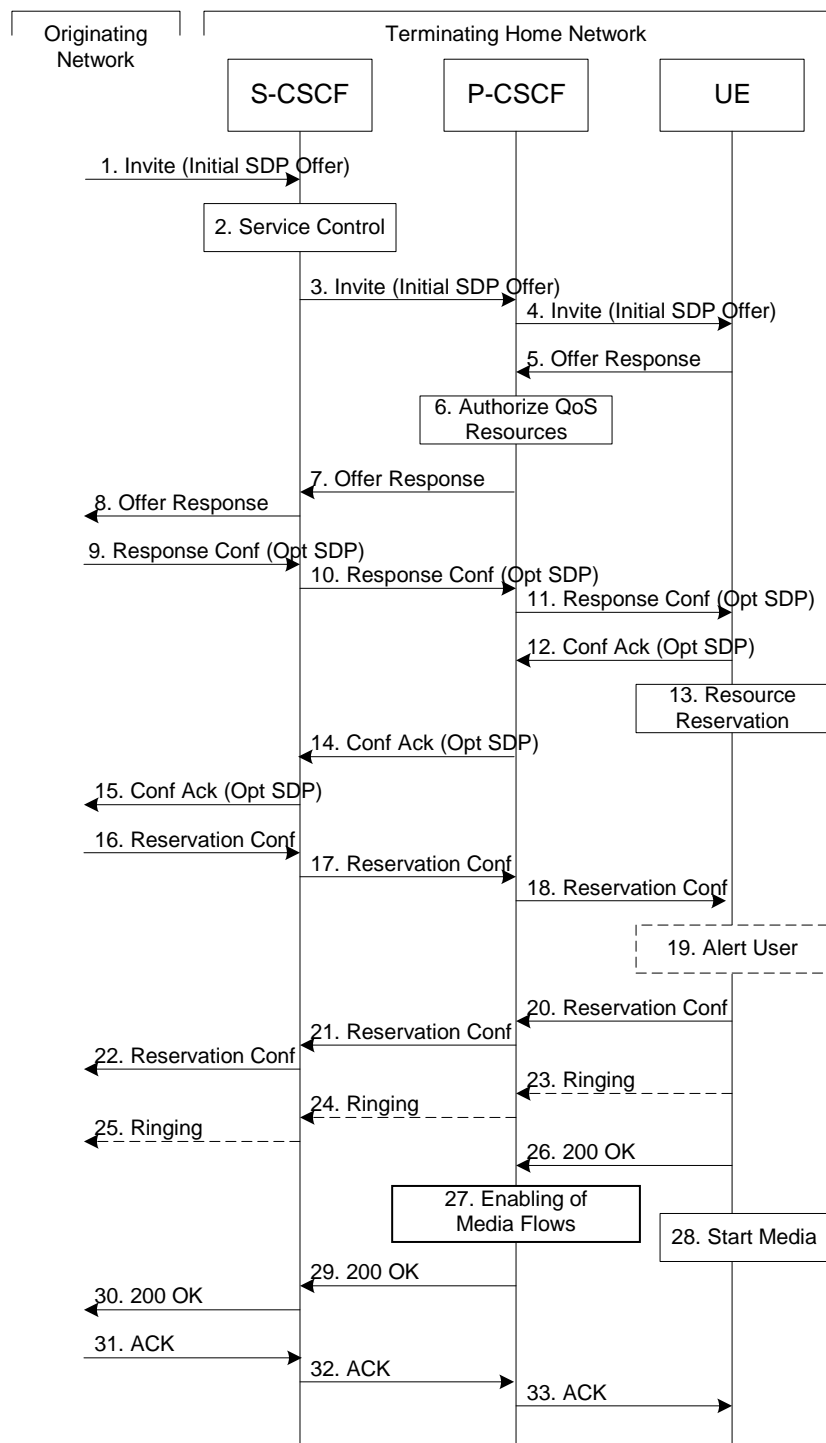 Originating
Network
Terminating Home Network
S-CSCF
P-CSCF
UE
1. Invite (Initial SDP Offer)
2. Service Control
3. Invite (Initial SDP Offer)
4. Invite (Initial SDP Offer)
5. Offer Response
6. Authorize QoS
Resources
7. Offer Response
8. Offer Response
9. Response Conf (Opt SDP)
10. Response Conf (Opt SDP)
11. Response Conf (Opt SDP)
12. Conf Ack (Opt SDP)
13. Resource
Reservation
14. Conf Ack (Opt SDP)
15. Conf Ack (Opt SDP)
16. Reservation Conf
17. Reservation Conf
18. Reservation Conf
19. Alert User
20. Reservation Conf
21. Reservation Conf
22. Reservation Conf
23. Ringing
24. Ringing
25. Ringing
26. 200 OK
27. Enabling of
Media Flows
28. Start Media
29. 200 OK
30. 200 OK
31. ACK
32. ACK
33. ACK